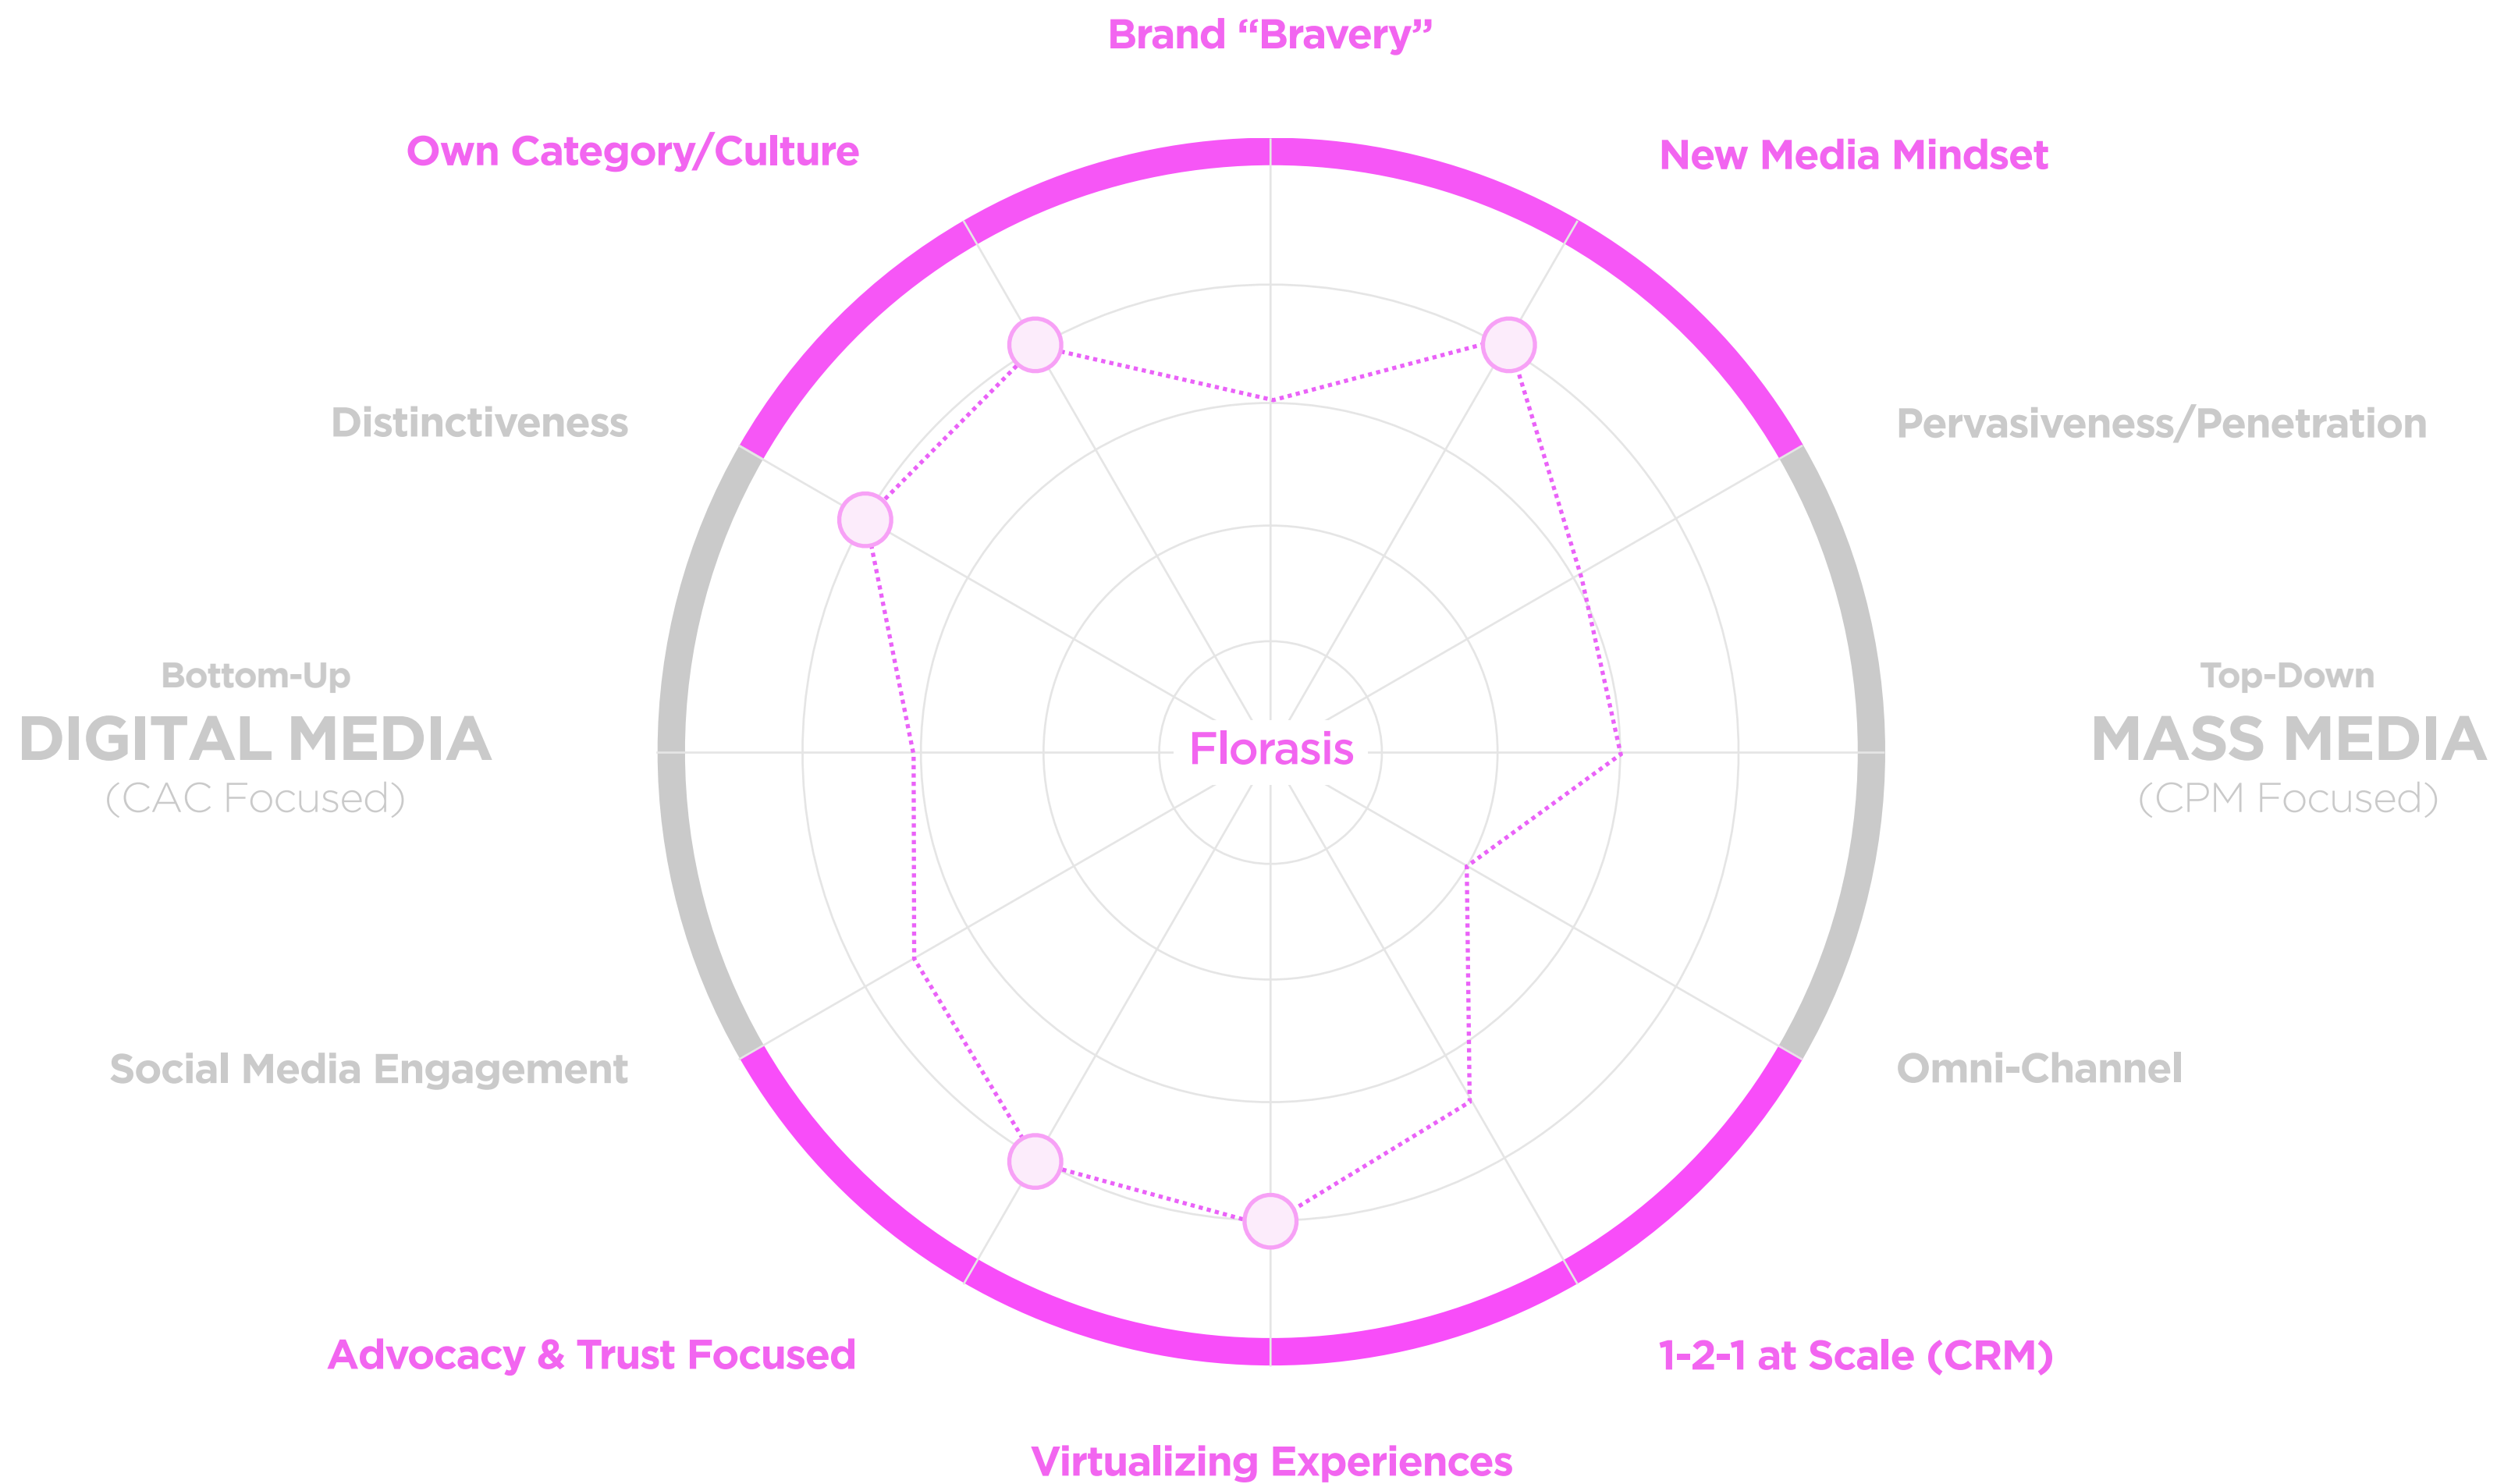 Brand “Bravery”
Own Category/Culture
New Media Mindset
Distinctiveness
Pervasiveness/Penetration
Bottom-Up
DIGITAL MEDIA
(CAC Focused)
Florasis
Top-Down
MASS MEDIA
(CPM Focused)
Social Media Engagement
Omni-Channel
Advocacy & Trust Focused
1-2-1 at Scale (CRM)
Virtualizing Experiences